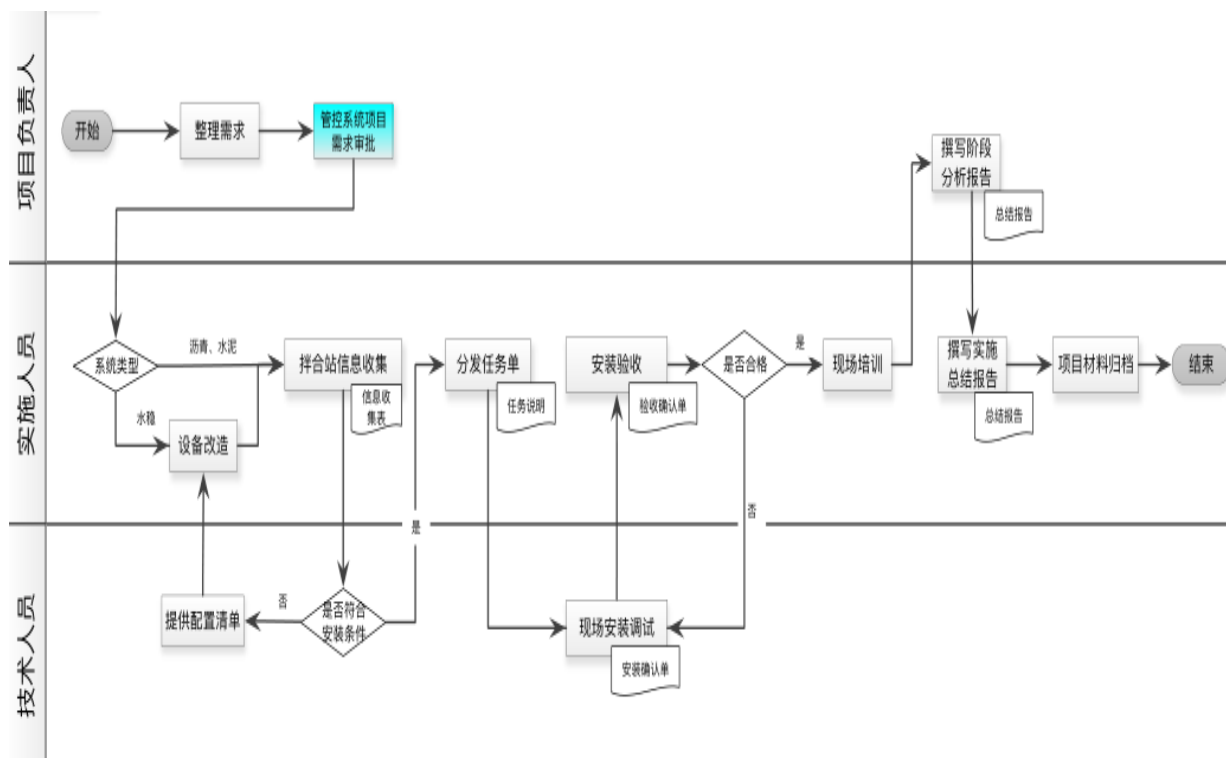 项目负责人
开始
整理需求
管控系统项目
需求审批
撰写阶段
分析报告
总结报告
实施人员
系统类型
沥青、水泥
水稳
设备改造
拌合站信息收集
信息收
集表
分发任务单
任务说明
安装验收
验收确认单
是否合格
是
否
现场培训
撰写实施
总结报告
总结报告
项目材料归档
结束
是
技术人员
提供配置清单
否
是否符合
安装条件
现场安装调试
安装确认单